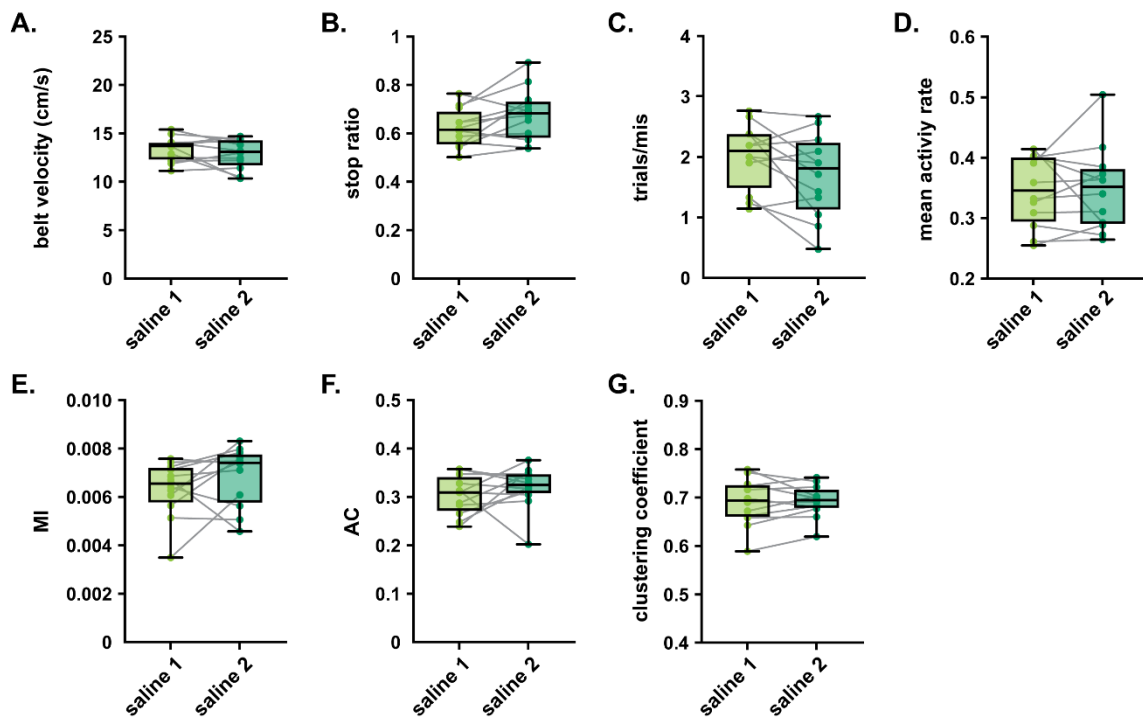 A.
belt velocity (cm/s)
25
20
15
10
5
0
saline 1
saline 2
B.
stop ratio
1
0.8
0.6
0.4
0.2
0
saline 1
saline 2
C.
trials/mis
4
3
2
1
0
saline 1
saline 2
D.
mean activiy rate
0.6
0.5
0.4
0.3
0.2
saline 1
saline 2
E.
MI
0.010
0.008
0.006
0.004
0.002
0
saline 1
saline 2
F.
AC
0.5
0.4
0.3
0.2
0.1
0
saline 1
saline 2
G.
clustering coefficient
0.9
0.8
0.7
0.6
0.5
0.4
saline 1
saline 2